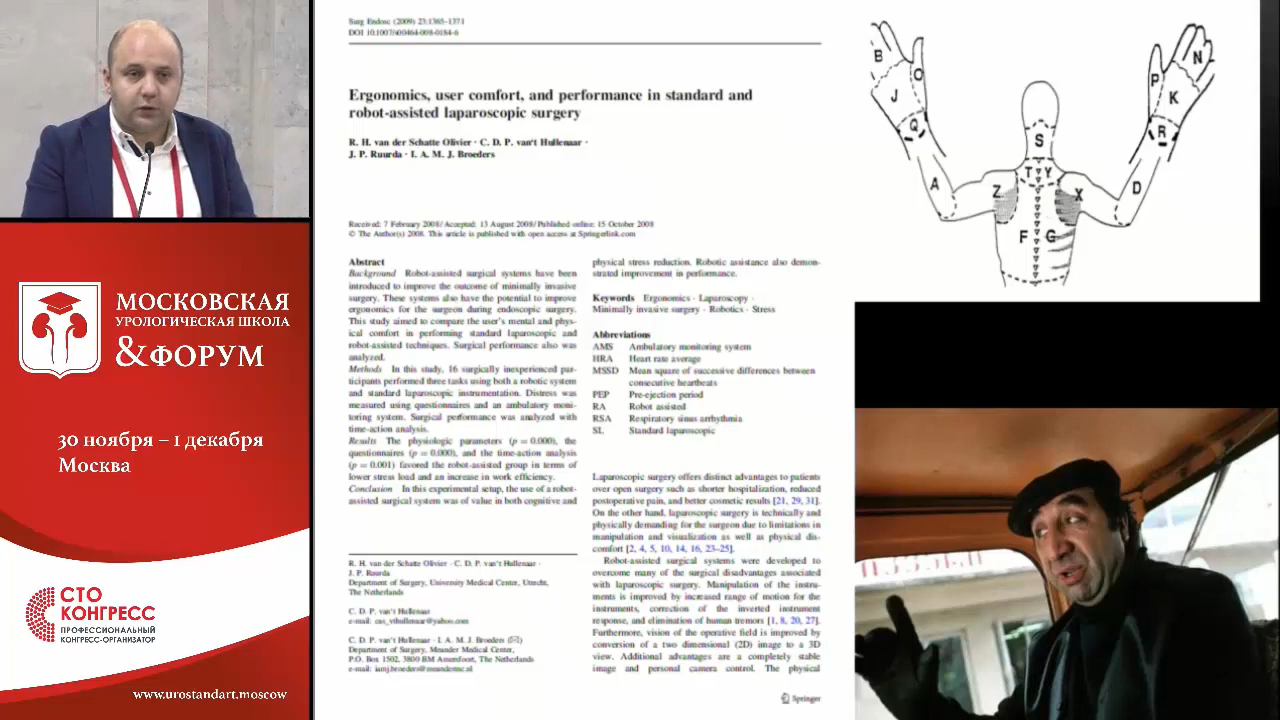 МОСКОВСКАЯ
УРОЛОГИЧЕСКАЯ ШКОЛА
&ФОРУМ
30 ноября – 1 декабря
Москва
СТО
КОНГРЕСС
ПРОФЕССИОНАЛЬНЫЙ
КОНГРЕСС-ОРГАНИЗАТОР
www.urostandart.moscow
Surg Endosc (2009) 23:1365–1371
DOI 10.1007/s00464-008-0184-6
Ergonomics, user comfort, and performance in standard and
robot-assisted laparoscopic surgery
R. H. van der Schatte Olivier · C. D. P. van't Hullenaar ·
J. P. Ruurda · I. A. M. J. Broeders
Received: 7 February 2008 / Accepted: 13 August 2008 / Published online: 15 October 2008
© The Author(s) 2008. This article is published with open access at Springerlink.com
Abstract
Background Robot-assisted surgical systems have been
introduced to improve the outcome of minimally invasive
surgery. These systems also have the potential to improve
ergonomics for the surgeon during endoscopic surgery.
This study aimed to compare the user's mental and phys-
ical comfort in performing standard laparoscopic and
robot-assisted techniques. Surgical performance also was
analyzed.
Methods In this study, 16 surgically inexperienced par-
ticipants performed three tasks using both a robotic system
and standard laparoscopic instrumentation. Distress was
measured using questionnaires and an ambulatory moni-
toring system. Surgical performance was analyzed with
time-action analysis.
Results The physiologic parameters (p = 0.000), the
questionnaires (p = 0.000), and the time-action analysis
(p = 0.001) favored the robot-assisted group in terms of
lower stress load and an increase in work efficiency.
Conclusion In this experimental setup, the use of a robot-
assisted surgical system was of value in both cognitive and
R. H. van der Schatte Olivier · C. D. P. van't Hullenaar ·
J. P. Ruurda
Department of Surgery, University Medical Center, Utrecht,
The Netherlands
C. D. P. van't Hullenaar
e-mail: cas_vthullenaar@yahoo.com
C. D. P. van't Hullenaar · I. A. M. J. Broeders (✉)
Department of Surgery, Meander Medical Center,
P.O. Box 1502, 3800 BM Amersfoort, The Netherlands
e-mail: iamj.broeders@meandermc.nl
physical stress reduction. Robotic assistance also demon-
strated improvement in performance.
Keywords Ergonomics · Laparoscopy ·
Minimally invasive surgery · Robotics · Stress
Abbreviations
AMS Ambulatory monitoring system
HRA Heart rate average
MSSD Mean square of successive differences between
consecutive heartbeats
PEP Pre-ejection period
RA Robot assisted
RSA Respiratory sinus arrhythmia
SL Standard laparoscopic
Laparoscopic surgery offers distinct advantages to patients
over open surgery such as shorter hospitalization, reduced
postoperative pain, and better cosmetic results [21, 29, 31].
On the other hand, laparoscopic surgery is technically and
physically demanding for the surgeon due to limitations in
manipulation and visualization as well as physical dis-
comfort [2, 4, 5, 10, 14, 16, 23–25].
Robot-assisted surgical systems were developed to
overcome many of the surgical disadvantages associated
with laparoscopic surgery. Manipulation of the instru-
ments is improved by increased range of motion for the
instruments, correction of the inverted instrument
response, and elimination of human tremors [1, 8, 20, 27].
Furthermore, vision of the operative field is improved by
conversion of a two dimensional (2D) image to a 3D
view. Additional advantages are a completely stable
image and personal camera control. The physical
Springer
B O N
P
J K
Q R
S
T Y
A Z X D
F G